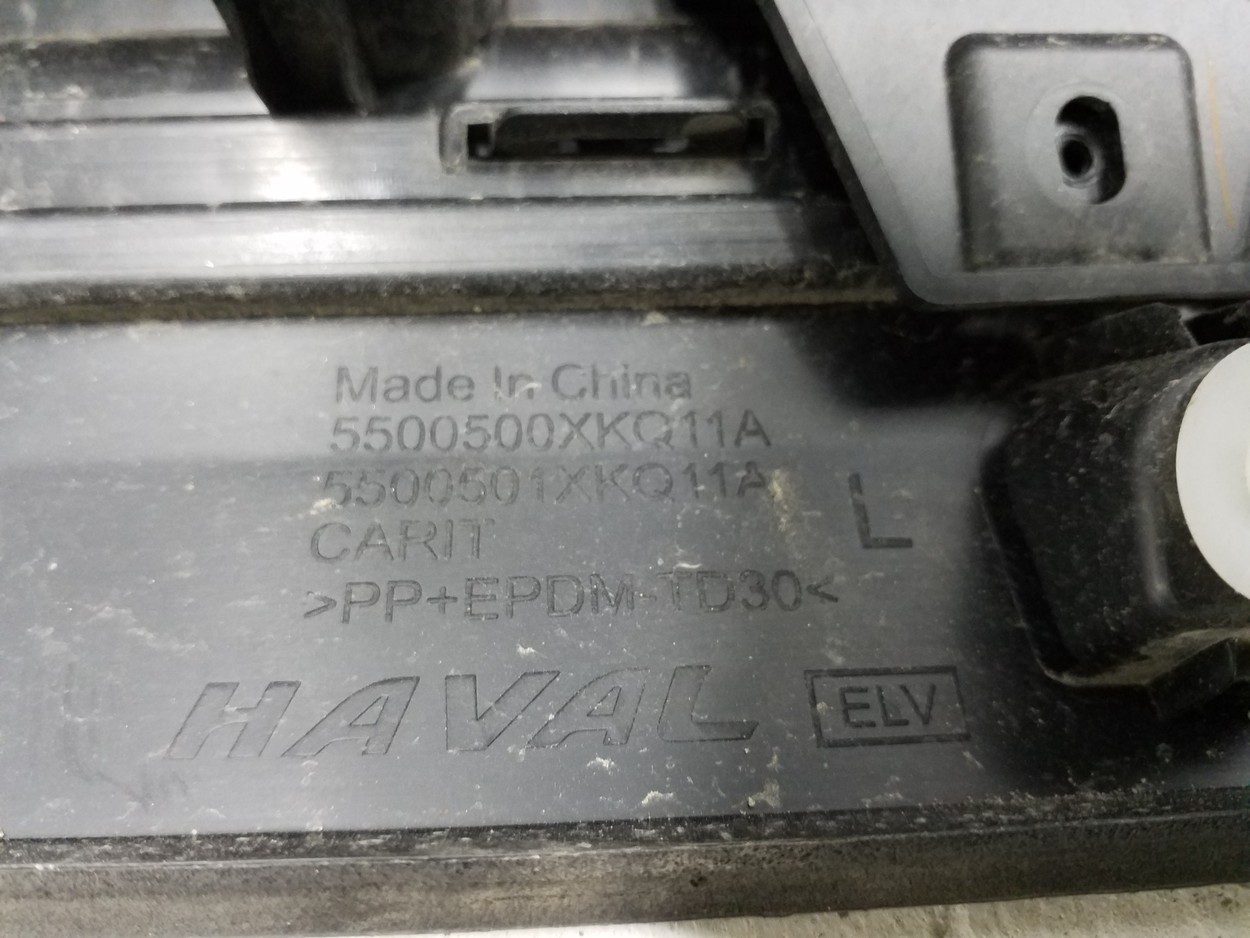 Made In China
5500500XKQ11A
5500501XKQ11A
CARIT
L
>PP+EPDM-TD30<
HAVAL
ELV